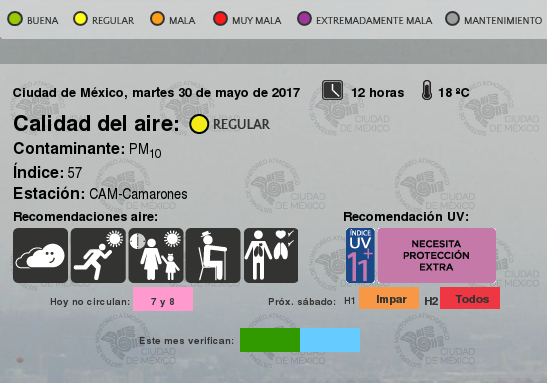 BUENA REGULAR MALA MUY MALA EXTREMADAMENTE MALA MANTENIMIENTO
Ciudad de México, martes 30 de mayo de 2017 12 horas 18 ºC
Calidad del aire: REGULAR
Contaminante: PM10
Índice: 57
Estación: CAM-Camarones
Recomendaciones aire: Recomendación UV:
ÍNDICE
UV
11+
NECESITA
PROTECCIÓN
EXTRA
Hoy no circulan: 7 y 8 Próx. sábado: H1 Impar H2 Todos
Este mes verifican:
CIUDAD
DE MÉXICO